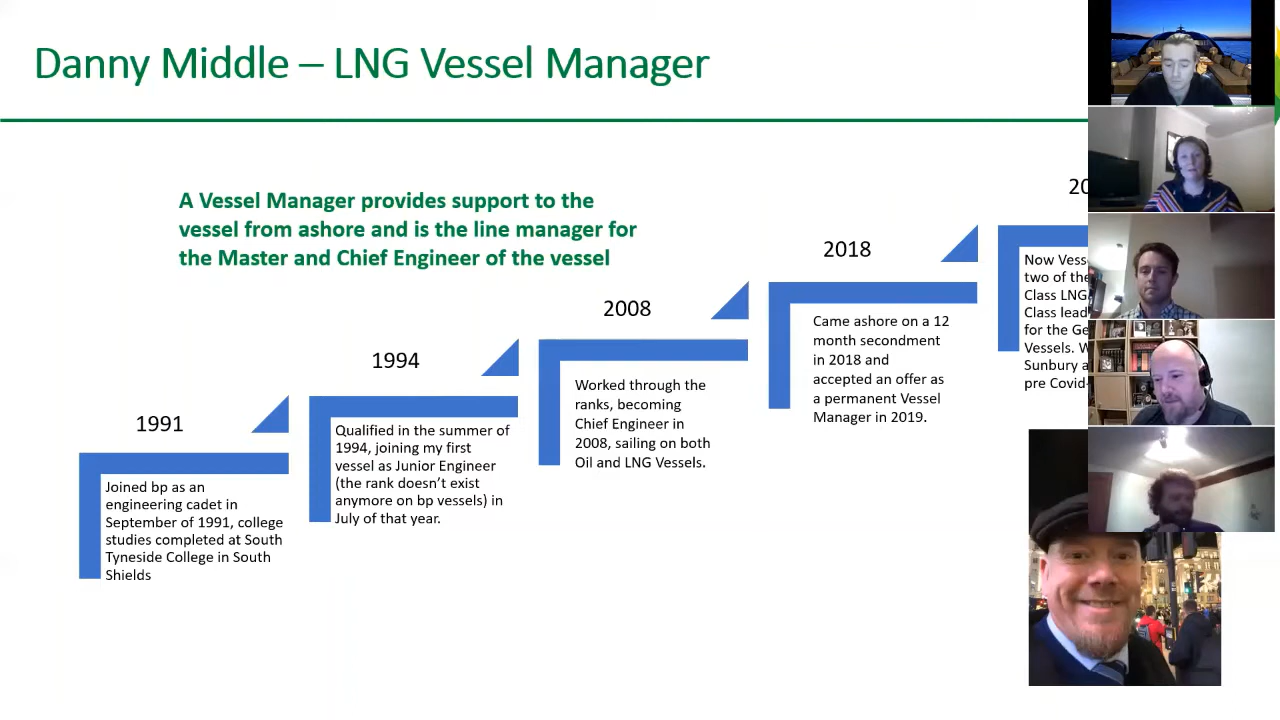 Danny Middle – LNG Vessel Manager
A Vessel Manager provides support to the
vessel from ashore and is the line manager for
the Master and Chief Engineer of the vessel
1991
Joined bp as an
engineering cadet in
September of 1991, college
studies completed at South
Tyneside College in South
Shields
1994
Qualified in the summer of
1994, joining my first
vessel as Junior Engineer
(the rank doesn't exist
anymore on bp vessels) in
July of that year.
2008
Worked through the
ranks, becoming
Chief Engineer in
2008, sailing on both
Oil and LNG Vessels.
2018
Came ashore on a 12
month secondment
in 2018 and
accepted an offer as
a permanent Vessel
Manager in 2019.
20
Now Vess
two of the
Class LNG
Class lead
for the Ge
Vessels. W
Sunbury a
pre Covid-